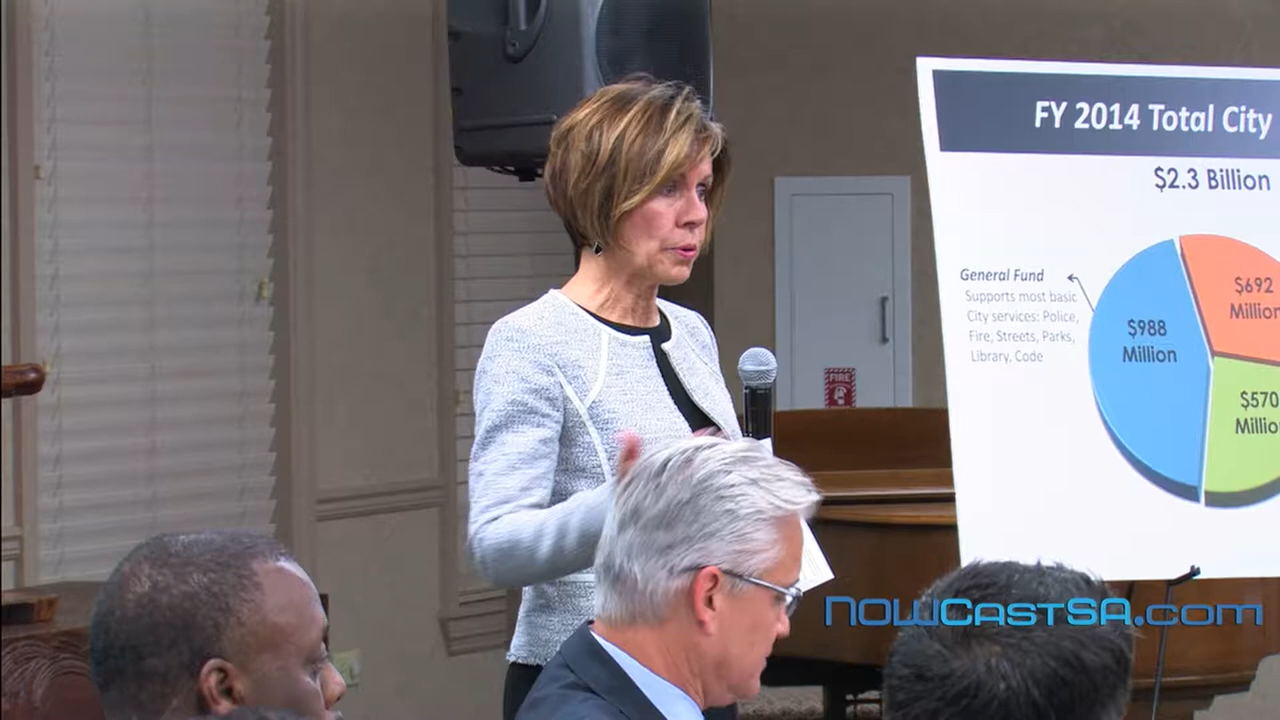 FY 2014 Total City
$2.3 Billion
General Fund
Supports most basic
City services: Police,
Fire, Streets, Parks,
Library, Code
$988
Million
$692
Million
$570
Million
FIRE
NOWCASTSA.com